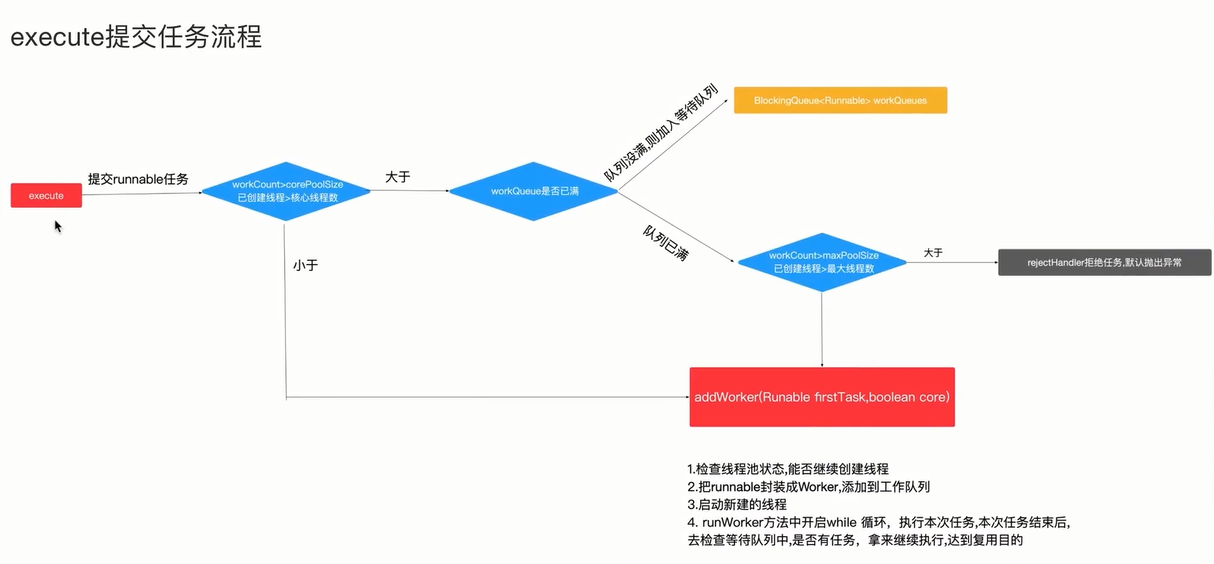 execute提交任务流程
BlockingQueue<Runnable> workQueues
队列没满,则加入等待队列
提交runnable任务
execute
workCount>corePoolSize
已创建线程>核心线程数
大于
workQueue是否已满
队列已满
小于
workCount>maxPoolSize
已创建线程>最大线程数
大于
rejectHandler拒绝任务,默认抛出异常
addWorker(Runable firstTask,boolean core)
1.检查线程池状态,能否继续创建线程
2.把runnable封装成Worker,添加到工作队列
3.启动新建的线程
4. runWorker方法中开启while 循环，执行本次任务,本次任务结束后,
去检查等待队列中,是否有任务，拿来继续执行,达到复用目的